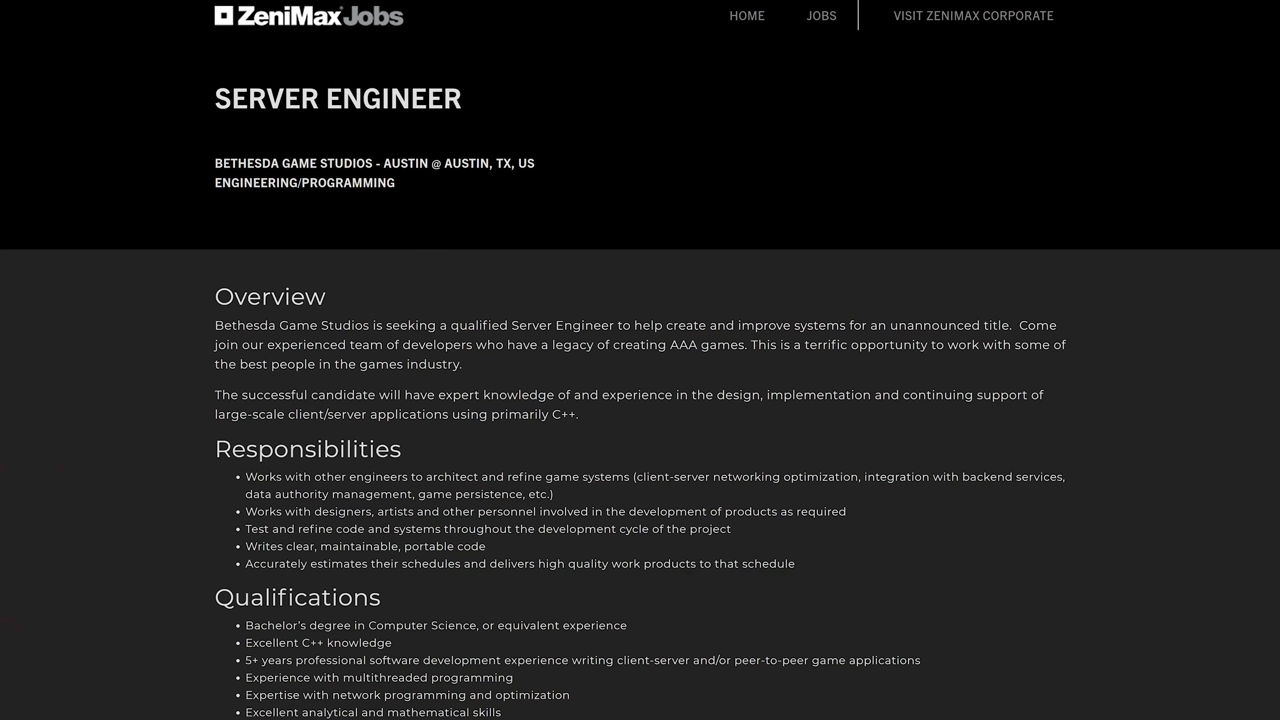 ZeniMax Jobs
HOME JOBS VISIT ZENIMAX CORPORATE
SERVER ENGINEER
BETHESDA GAME STUDIOS - AUSTIN @ AUSTIN, TX, US
ENGINEERING/PROGRAMMING
Overview
Bethesda Game Studios is seeking a qualified Server Engineer to help create and improve systems for an unannounced title.  Come
join our experienced team of developers who have a legacy of creating AAA games. This is a terrific opportunity to work with some of
the best people in the games industry.
The successful candidate will have expert knowledge of and experience in the design, implementation and continuing support of
large-scale client/server applications using primarily C++.
Responsibilities
• Works with other engineers to architect and refine game systems (client-server networking optimization, integration with backend services,
data authority management, game persistence, etc.)
• Works with designers, artists and other personnel involved in the development of products as required
• Test and refine code and systems throughout the development cycle of the project
• Writes clear, maintainable, portable code
• Accurately estimates their schedules and delivers high quality work products to that schedule
Qualifications
• Bachelor’s degree in Computer Science, or equivalent experience
• Excellent C++ knowledge
• 5+ years professional software development experience writing client-server and/or peer-to-peer game applications
• Experience with multithreaded programming
• Expertise with network programming and optimization
• Excellent analytical and mathematical skills